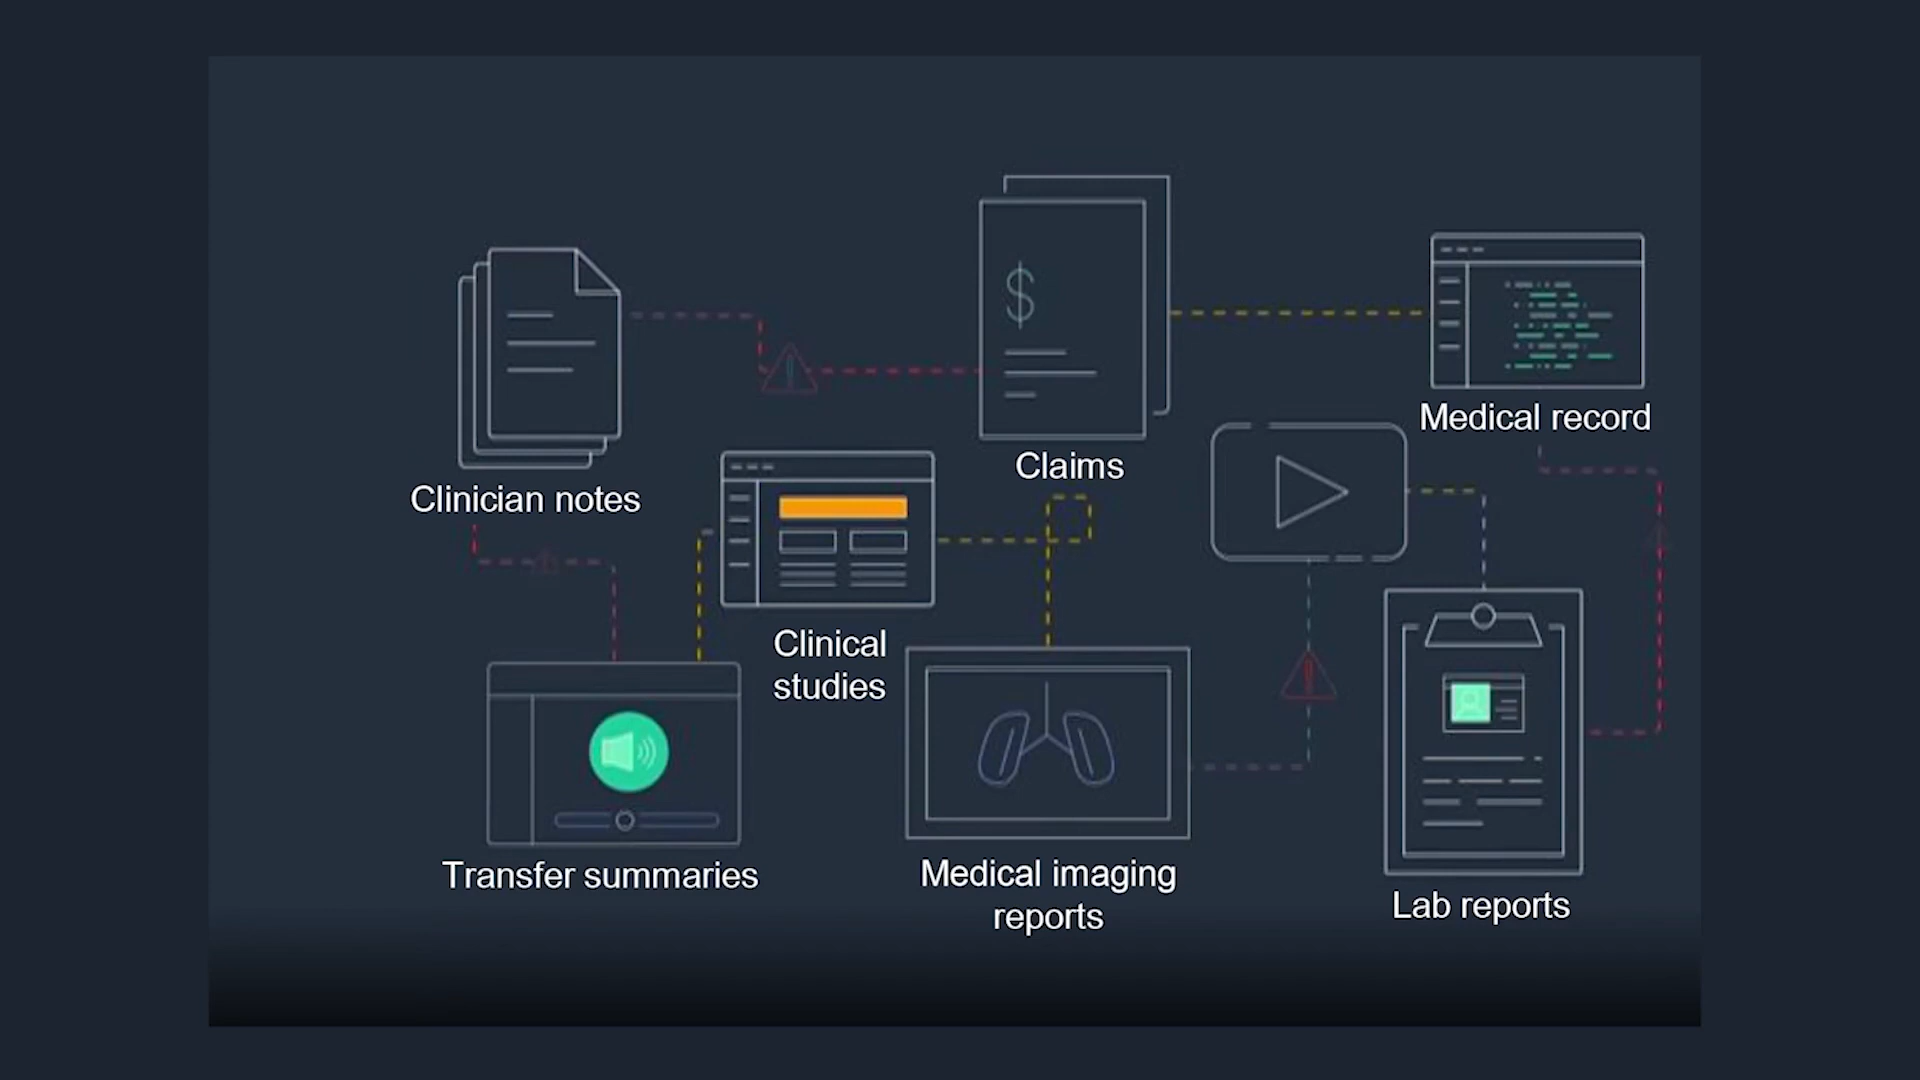 $
Medical record
Claims
Clinician notes
Clinical
studies
Transfer summaries
Medical imaging
reports
Lab reports